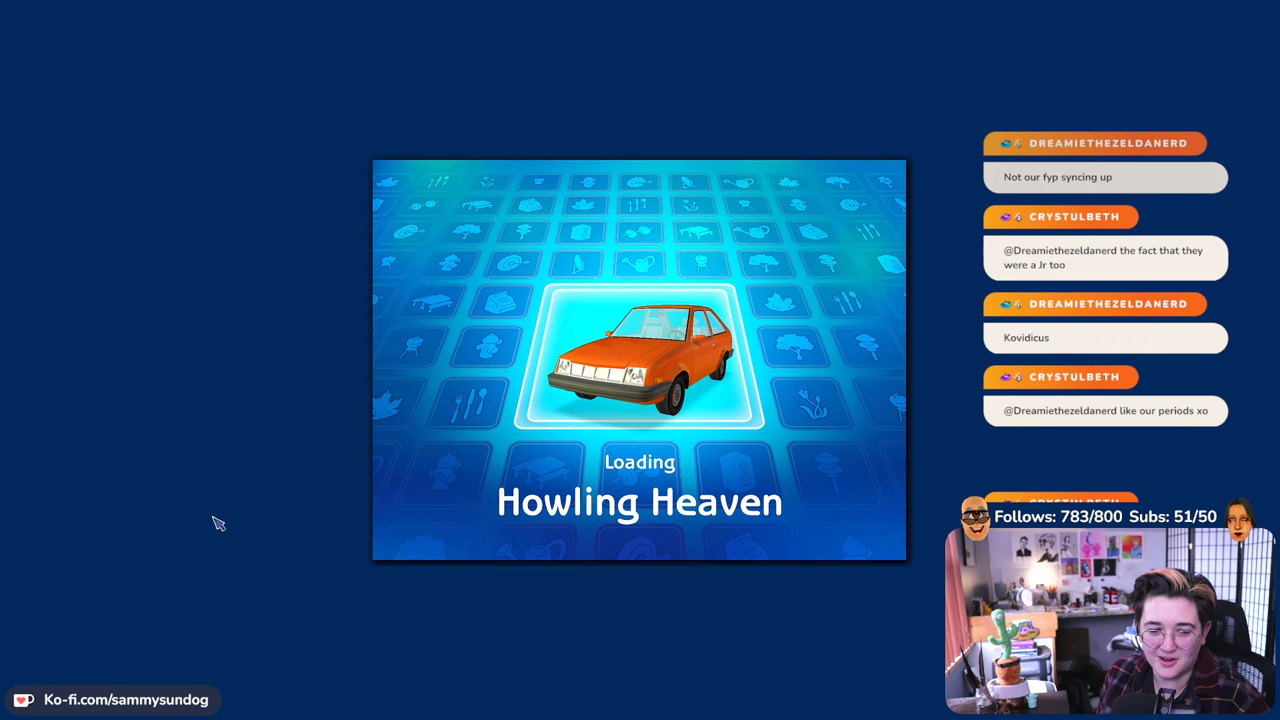 DREAMIETHEZELDANERD
Not our fyp syncing up
CRYSTULBETH
@Dreamiethezeldanerd the fact that they
were a Jr too
DREAMIETHEZELDANERD
Kovidicus
CRYSTULBETH
@Dreamiethezeldanerd like our periods xo
CRYSTULBETH
Follows: 783/800 Subs: 51/50
Loading
Howling Heaven
Ko-fi.com/sammysundog